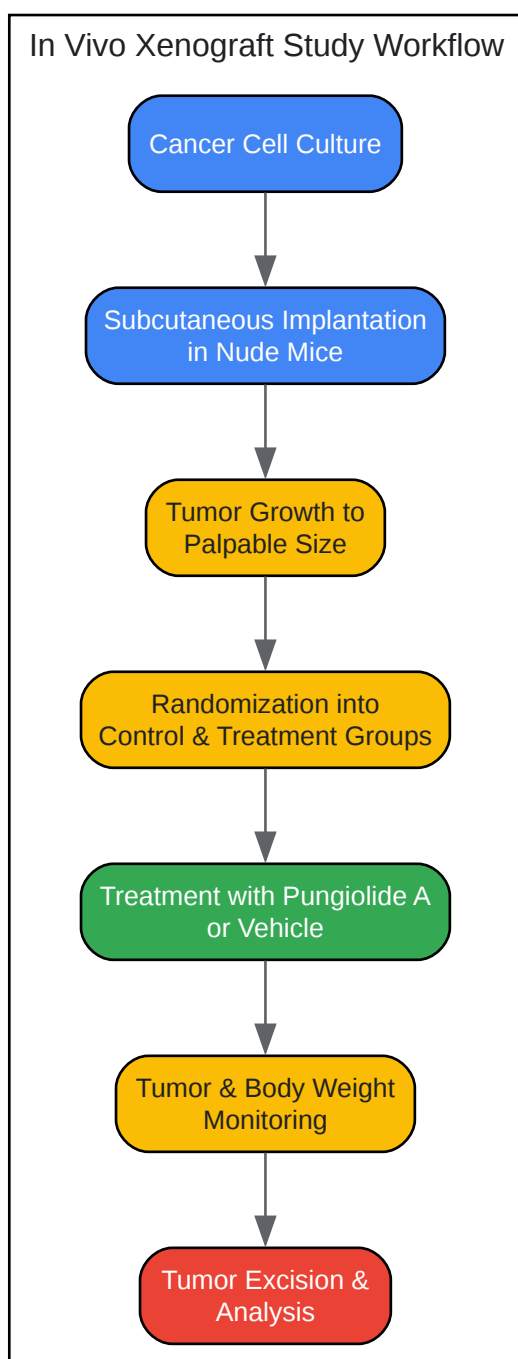 In Vivo Xenograft Study Workflow
Cancer Cell Culture
Subcutaneous Implantation
in Nude Mice
Tumor Growth to
Palpable Size
Randomization into
Control & Treatment Groups
Treatment with Pungiolide A
or Vehicle
Tumor & Body Weight
Monitoring
Tumor Excision &
Analysis